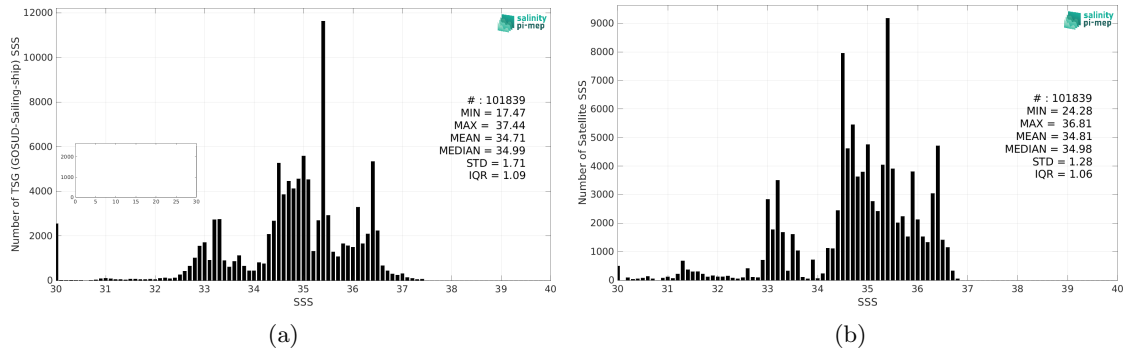 12000
10000
8000
6000
4000
2000
0
Number of TSG (GOSUD-Sailing-ship) SSS
salinity
pi-mep
# : 101839
MIN = 17.47
MAX = 37.44
MEAN = 34.71
MEDIAN = 34.99
STD = 1.71
IQR = 1.09
2000
1000
0
0 5 10 15 20 25 30
30 31 32 33 34 35 36 37 38 39 40
SSS
(a)
9000
8000
7000
6000
5000
4000
3000
2000
1000
0
Number of Satellite SSS
salinity
pi-mep
# : 101839
MIN = 24.28
MAX = 36.81
MEAN = 34.81
MEDIAN = 34.98
STD = 1.28
IQR = 1.06
30 31 32 33 34 35 36 37 38 39 40
SSS
(b)